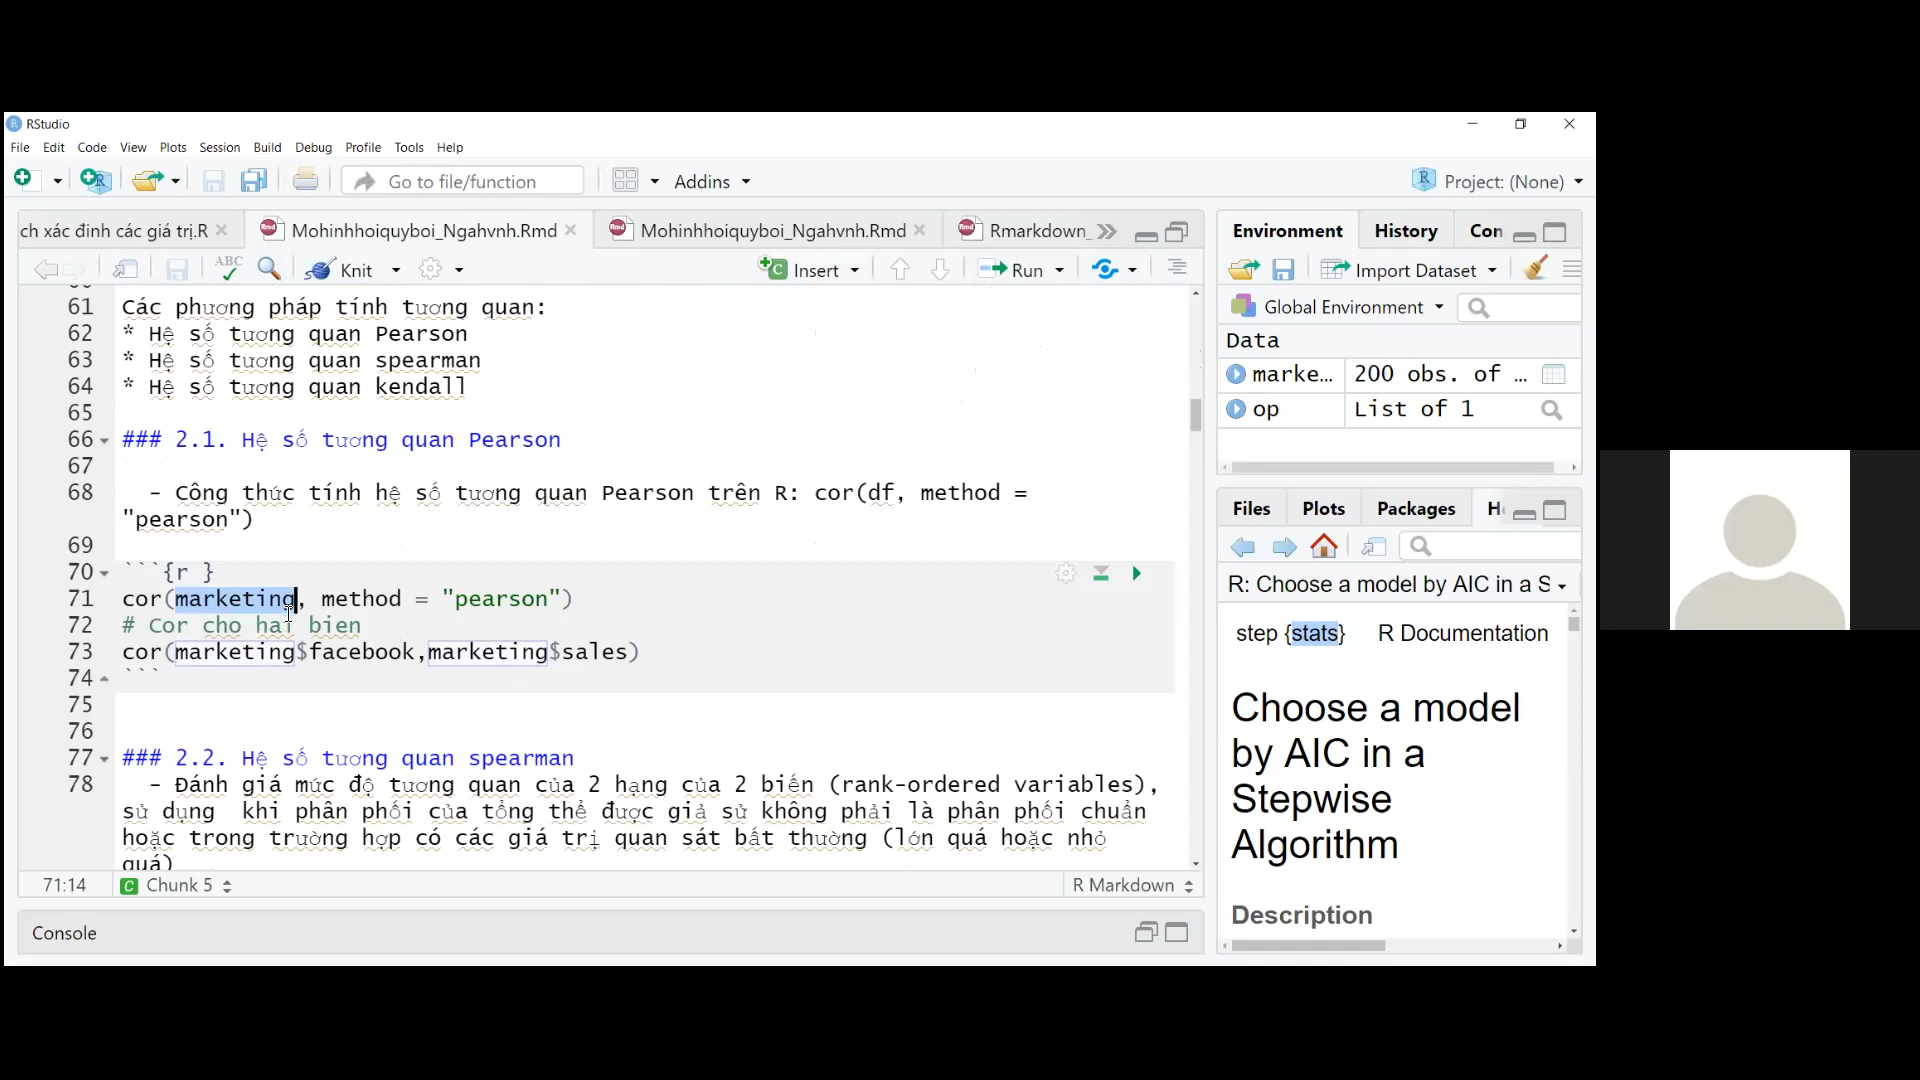 RStudio
File Edit Code View Plots Session Build Debug Profile Tools Help
Go to file/function
Addins
Project: (None)
ch xác đinh các giá trị.R
Mohinhhoiquyboi_Ngahvnh.Rmd
Mohinhhoiquyboi_Ngahvnh.Rmd
Rmarkdown_
Knit
Insert
Run
61 Các phương pháp tính tương quan:
62 * Hệ số tương quan Pearson
63 * Hệ số tương quan spearman
64 * Hệ số tương quan kendall
65
66 ### 2.1. Hệ số tương quan Pearson
67
68 - Công thức tính hệ số tương quan Pearson trên R: cor(df, method =
"pearson")
69
70 ```{r }
71 cor(marketing, method = "pearson")
72 # Cor cho hai bien
73 cor(marketing$facebook,marketing$sales)
74 ```
75
76
77 ### 2.2. Hệ số tương quan spearman
78 - Đánh giá mức độ tương quan của 2 hạng của 2 biến (rank-ordered variables),
sử dụng khi phân phối của tổng thể được giả sử không phải là phân phối chuẩn
hoặc trong trường hợp có các giá trị quan sát bất thường (lớn quá hoặc nhỏ
quá)
71:14
Chunk 5
R Markdown
Console
Environment History Con
Import Dataset
Global Environment
Data
marke... 200 obs. of ...
op List of 1
Files Plots Packages H
R: Choose a model by AIC in a S
step {stats} R Documentation
Choose a model
by AIC in a
Stepwise
Algorithm
Description